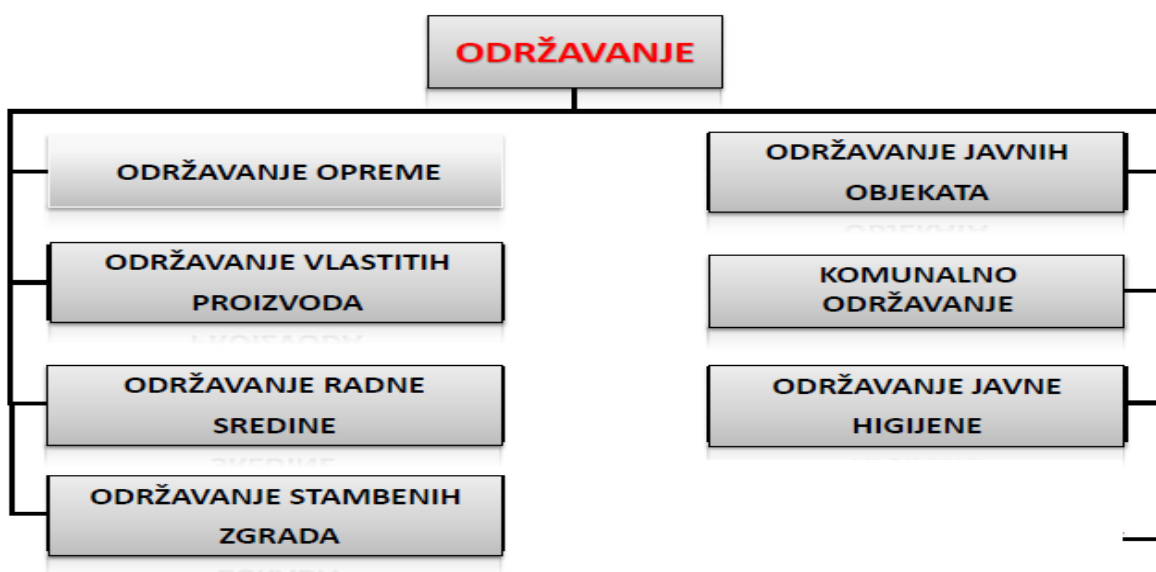 ODRŽAVANJE
ODRŽAVANJE OPREME
ODRŽAVANJE VLASTITIH
PROIZVODA
ODRŽAVANJE RADNE
SREDINE
ODRŽAVANJE STAMBENIH
ZGRADA
ODRŽAVANJE JAVNIH
OBJEKATA
KOMUNALNO
ODRŽAVANJE
ODRŽAVANJE JAVNE
HIGIJENE